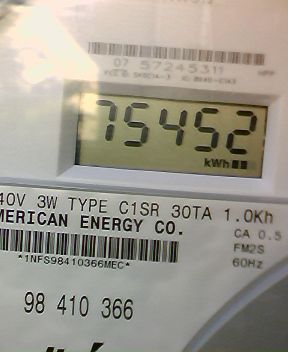 07 57245311
75452
kWh
40V 3W TYPE C1SR 30TA 1.0Kh
MERICAN ENERGY CO.
CA 0.5
FM2S
*1NFS98410366MEC*
60Hz
98 410 366